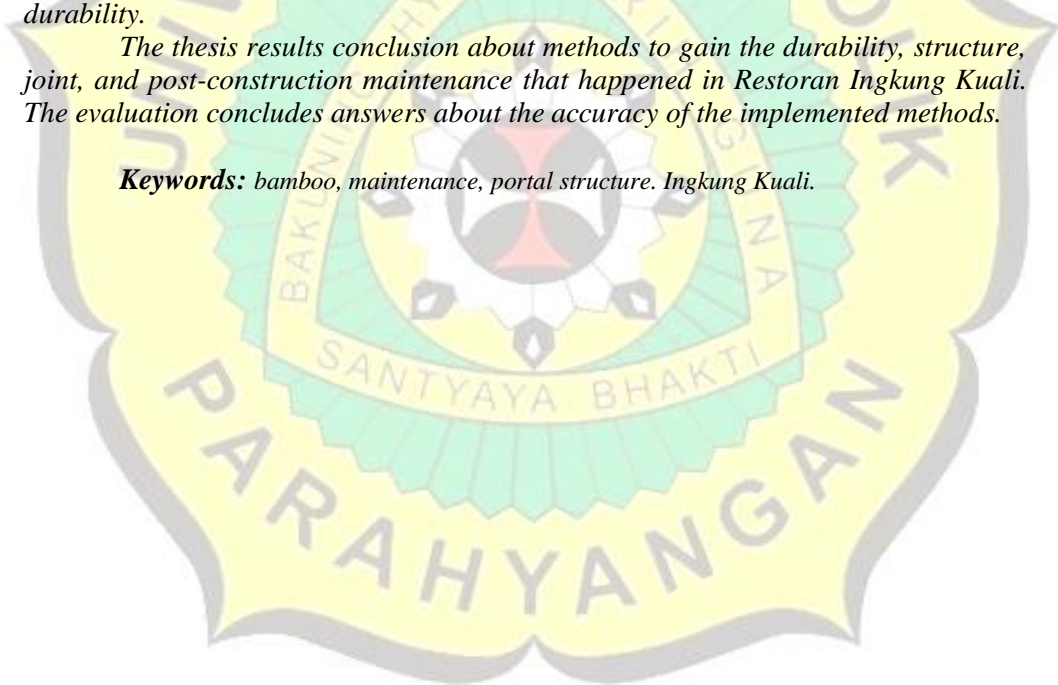 durability.
The thesis results conclusion about methods to gain the durability, structure,
joint, and post-construction maintenance that happened in Restoran Ingkung Kuali.
The evaluation concludes answers about the accuracy of the implemented methods.
Keywords: bamboo, maintenance, portal structure. Ingkung Kuali.
SANTYAYA BHAKTI
PARAHYANGAN